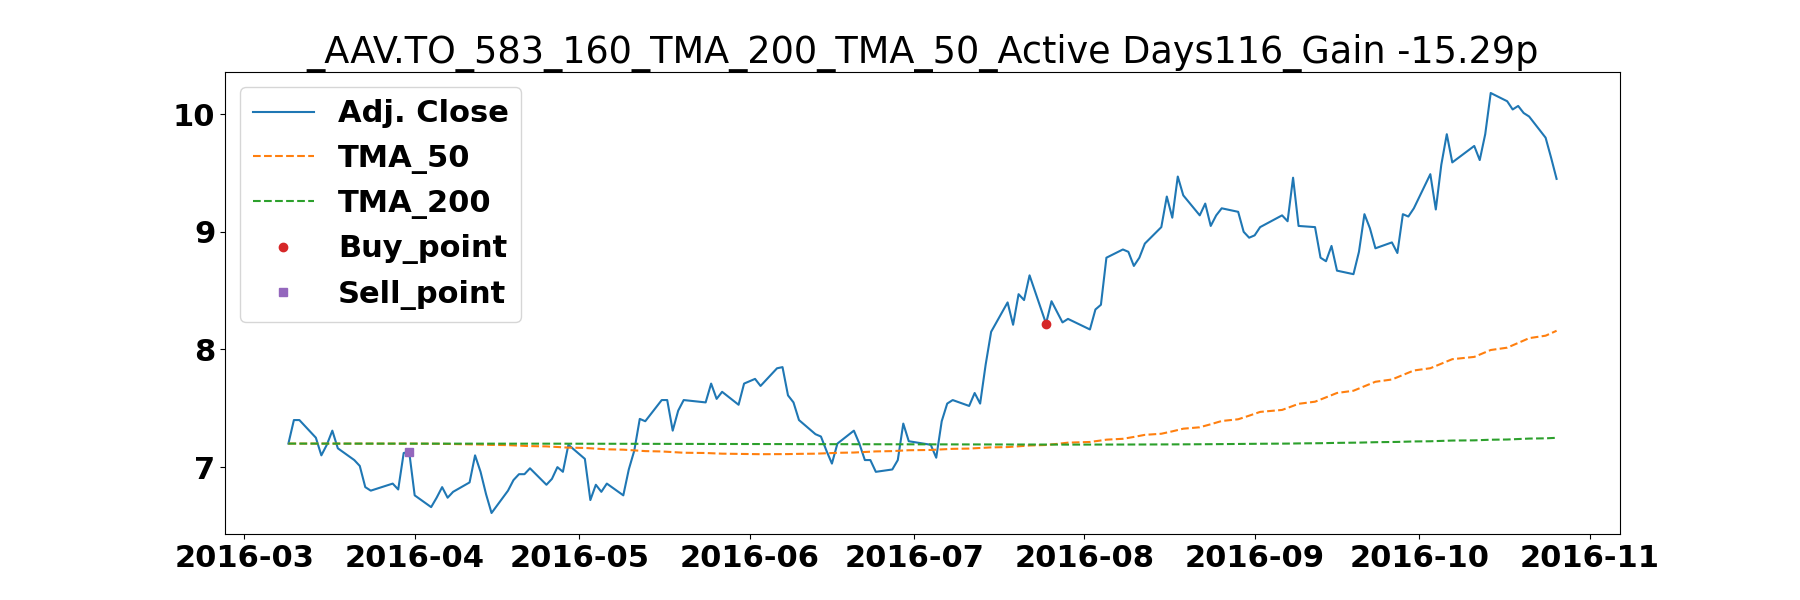 _AAV.TO_583_160_TMA_200_TMA_50_Active Days116_Gain -15.29p
Adj. Close
TMA_50
TMA_200
Buy_point
Sell_point
10
9
8
7
2016-03 2016-04 2016-05 2016-06 2016-07 2016-08 2016-09 2016-10 2016-11